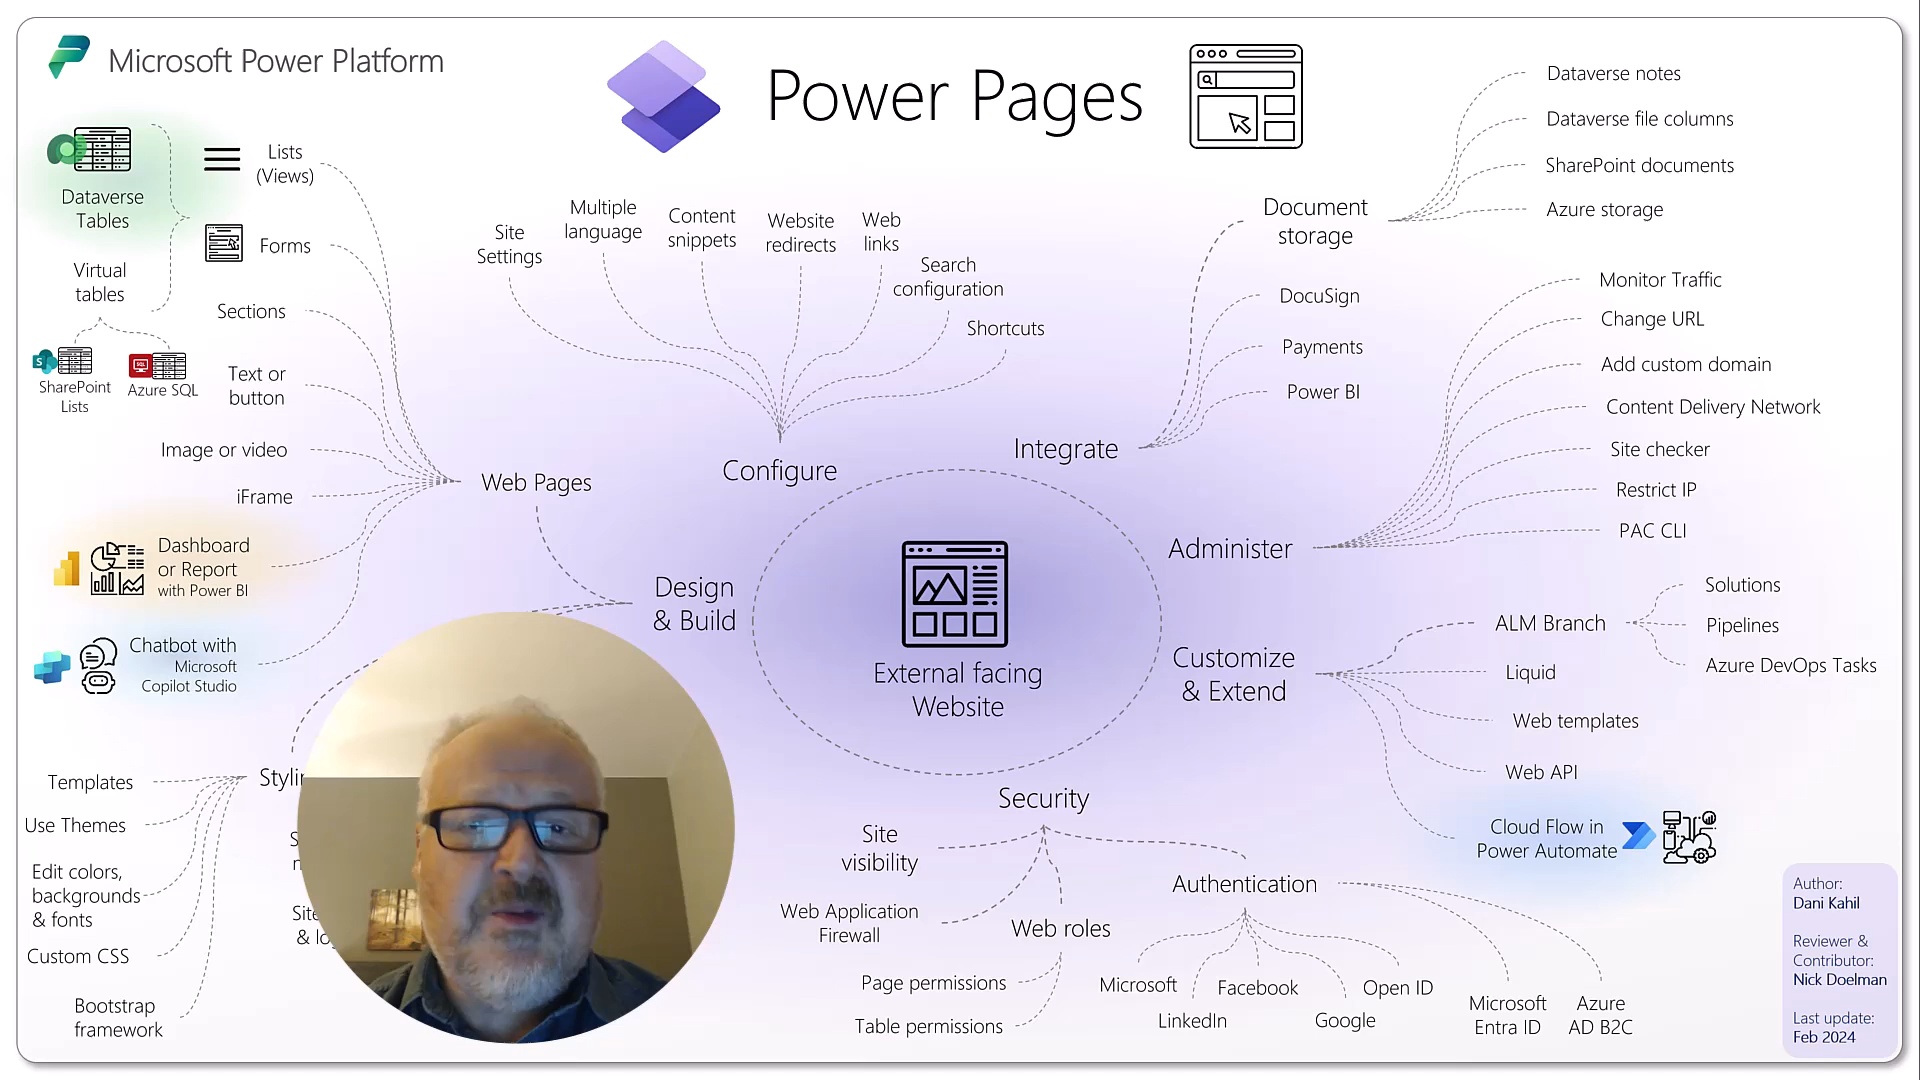 Microsoft Power Platform
Power Pages
Dataverse
Tables
Virtual
tables
SharePoint
Lists
Azure SQL
Lists
(Views)
Forms
Sections
Text or
button
Image or video
iFrame
Dashboard
or Report
with Power BI
Chatbot with
Microsoft
Copilot Studio
Web Pages
Design
& Build
Templates
Use Themes
Edit colors,
backgrounds
& fonts
Custom CSS
Bootstrap
framework
Site
Settings
Multiple
language
Content
snippets
Website
redirects
Web
links
Search
configuration
Shortcuts
Configure
Integrate
Document
storage
Dataverse notes
Dataverse file columns
SharePoint documents
Azure storage
DocuSign
Payments
Power BI
Administer
Monitor Traffic
Change URL
Add custom domain
Content Delivery Network
Site checker
Restrict IP
PAC CLI
External facing
Website
Customize
& Extend
ALM Branch
Solutions
Pipelines
Azure DevOps Tasks
Liquid
Web templates
Web API
Cloud Flow in
Power Automate
Security
Site
visibility
Web Application
Firewall
Web roles
Page permissions
Table permissions
Authentication
Microsoft
LinkedIn
Facebook
Google
Open ID
Microsoft
Entra ID
Azure
AD B2C
Author:
Dani Kahil
Reviewer &
Contributor:
Nick Doelman
Last update:
Feb 2024